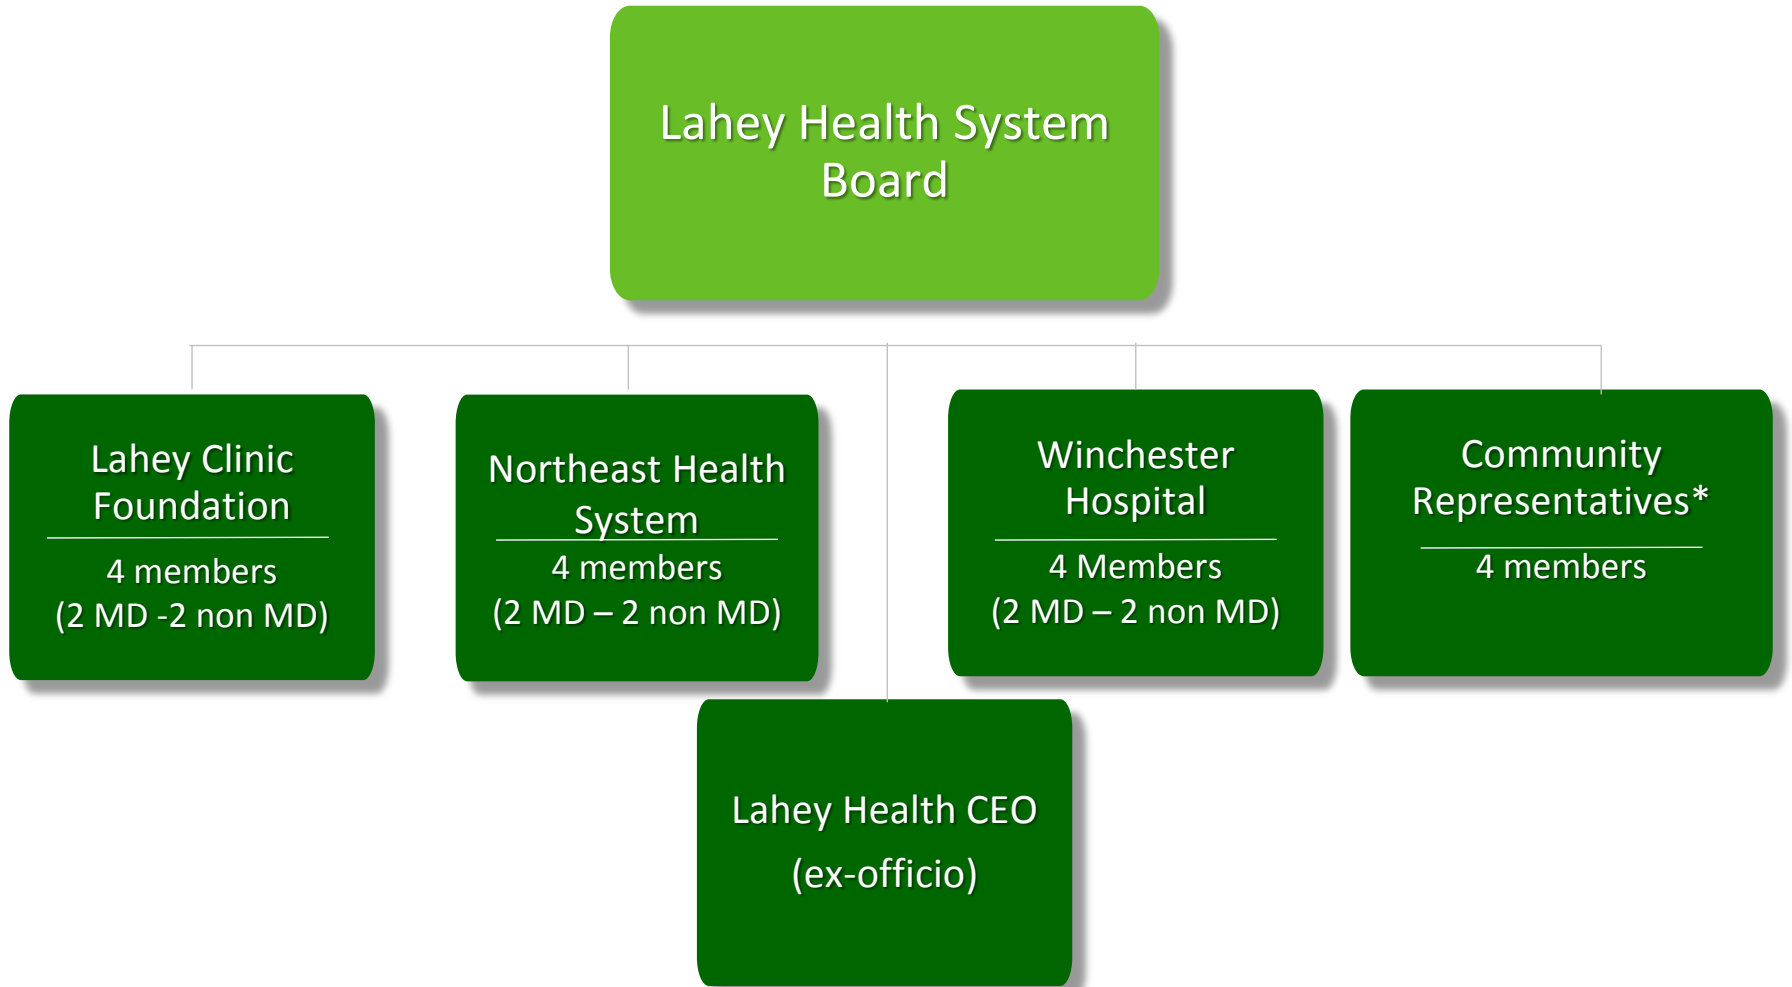 Lahey Health System
Board
Lahey Clinic
Foundation
4 members
(2 MD -2 non MD)
Northeast Health
System
4 members
(2 MD – 2 non MD)
Winchester
Hospital
4 Members
(2 MD – 2 non MD)
Community
Representatives*
4 members
Lahey Health CEO
(ex-officio)